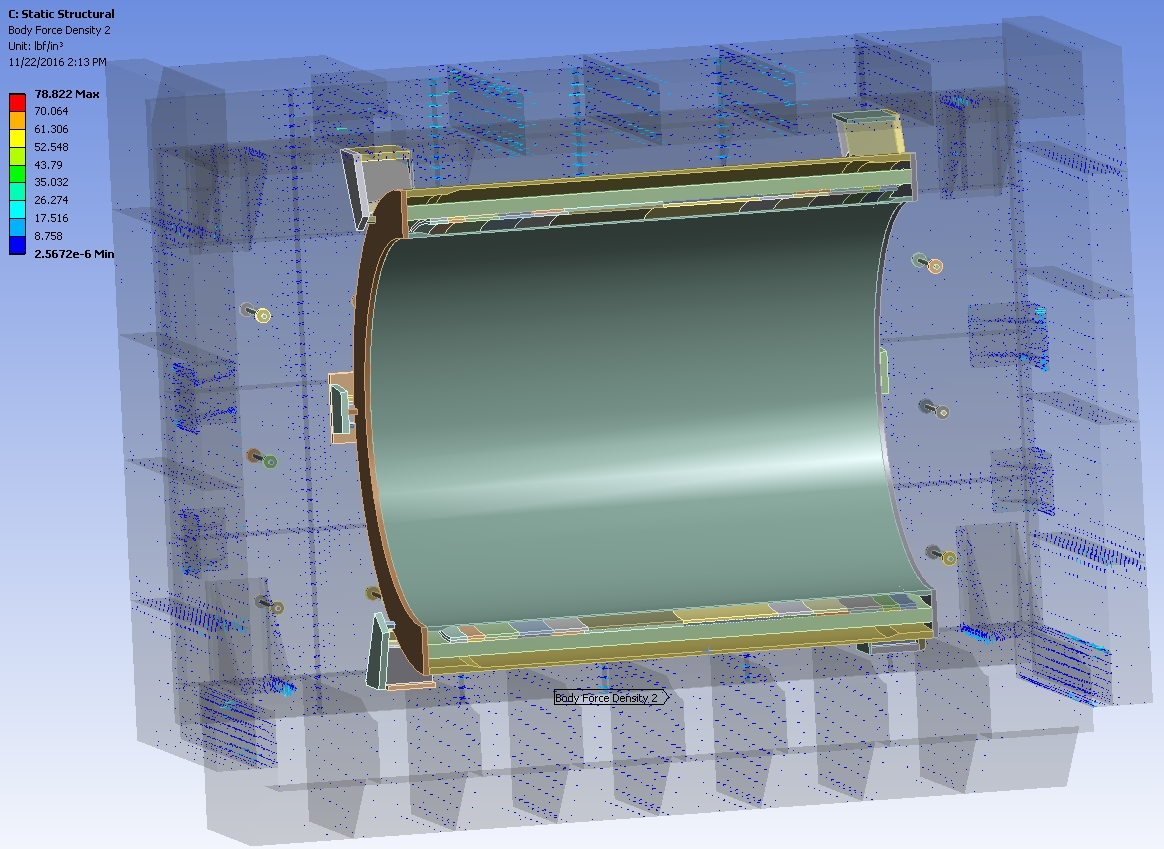 C: Static Structural
Body Force Density 2
Unit: lbf/in³
11/22/2016 2:13 PM
78.822 Max
70.064
61.306
52.548
43.79
35.032
26.274
17.516
8.758
2.5672e-6 Min
Body Force Density 2